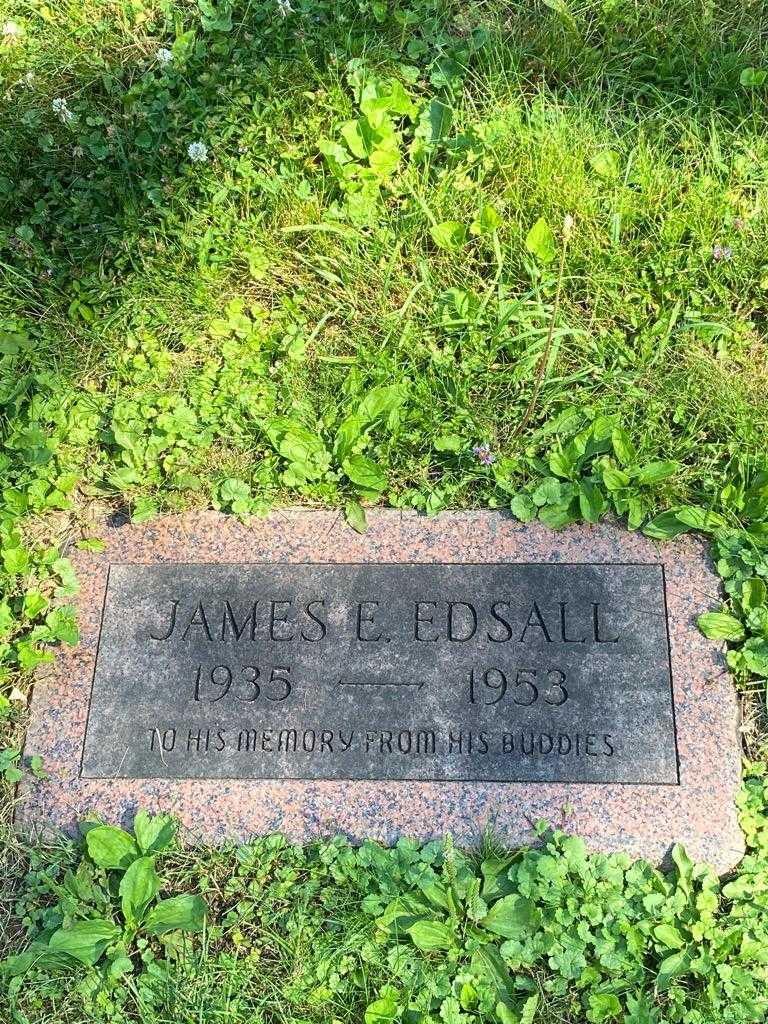 JAMES E. EDSALL
1935 — 1953
TO HIS MEMORY FROM HIS BUDDIES